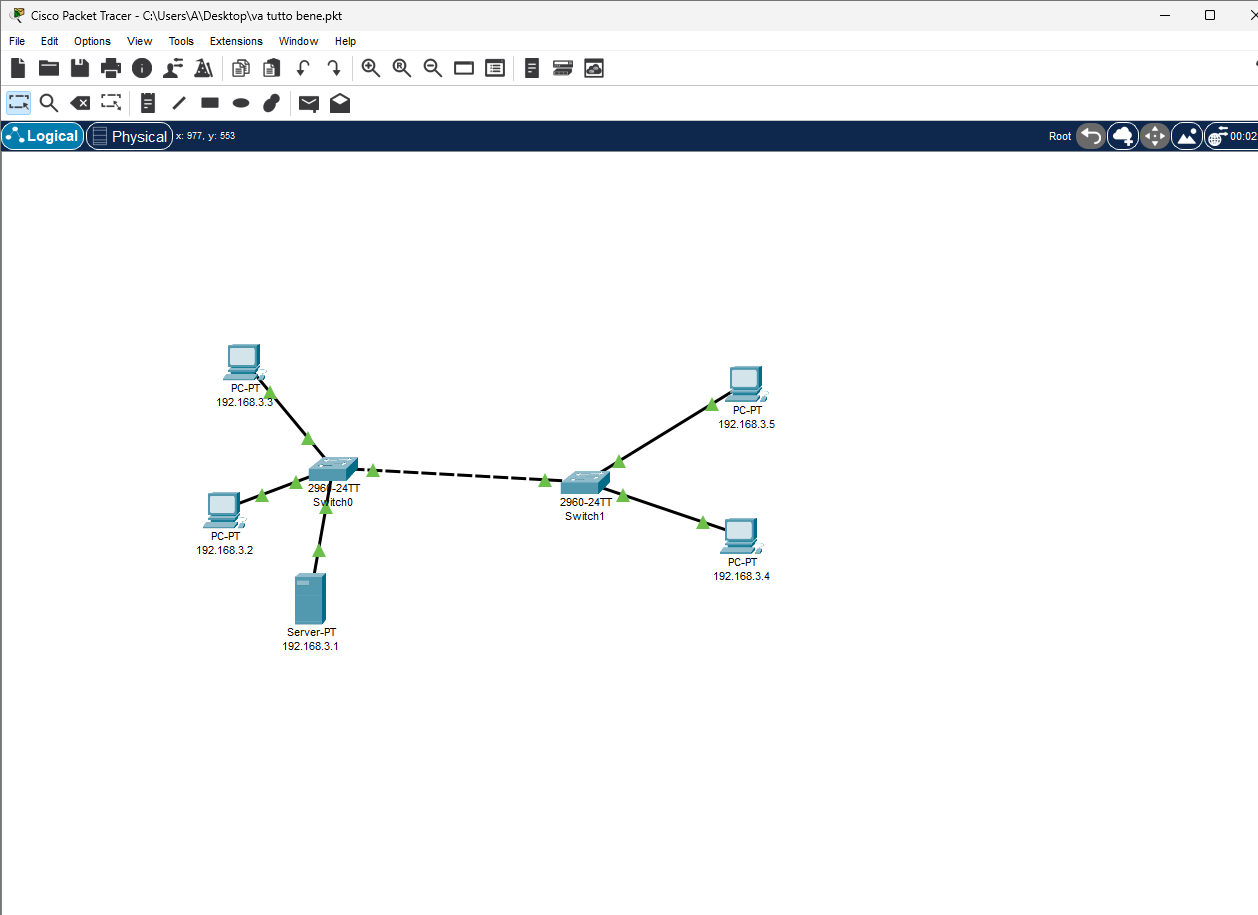 Cisco Packet Tracer - C:\Users\A\Desktop\va tutto bene.pkt
File Edit Options View Tools Extensions Window Help
Logical Physical x: 977, y: 553 Root 00:02
PC-PT
192.168.3.3
PC-PT
192.168.3.5
2960-24TT
Switch0
2960-24TT
Switch1
PC-PT
192.168.3.2
PC-PT
192.168.3.4
Server-PT
192.168.3.1